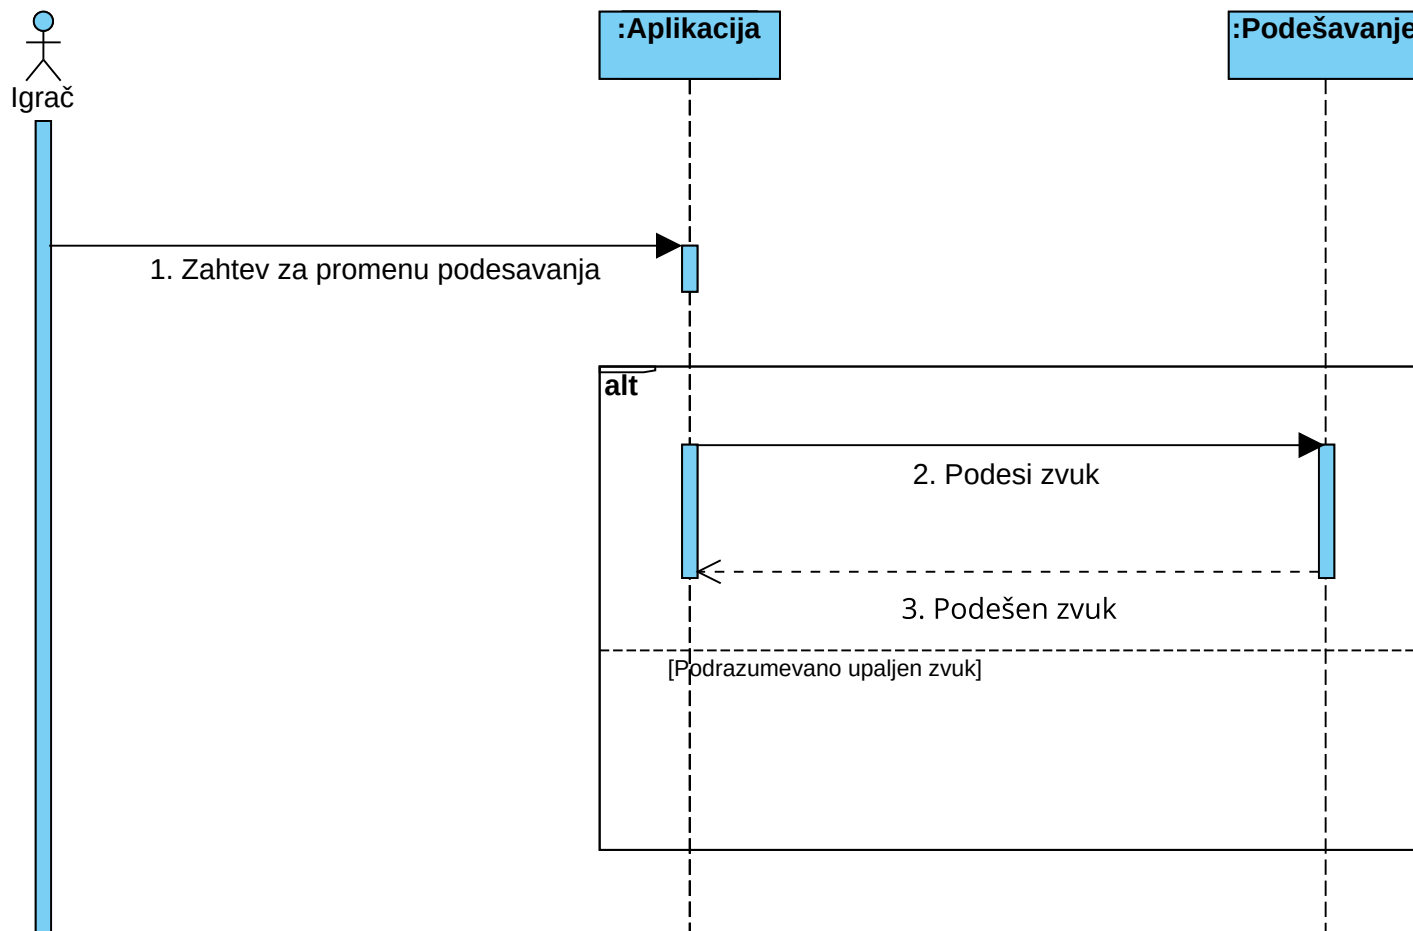 Igrač
:Aplikacija
:Podešavanje
1. Zahtev za promenu podesavanja
alt
2. Podesi zvuk
3. Podešen zvuk
[Podrazumevano upaljen zvuk]